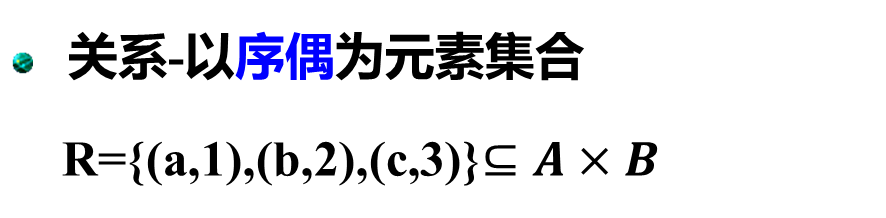 关系-以序偶为元素集合
R={(a,1),(b,2),(c,3)}⊆ A × B